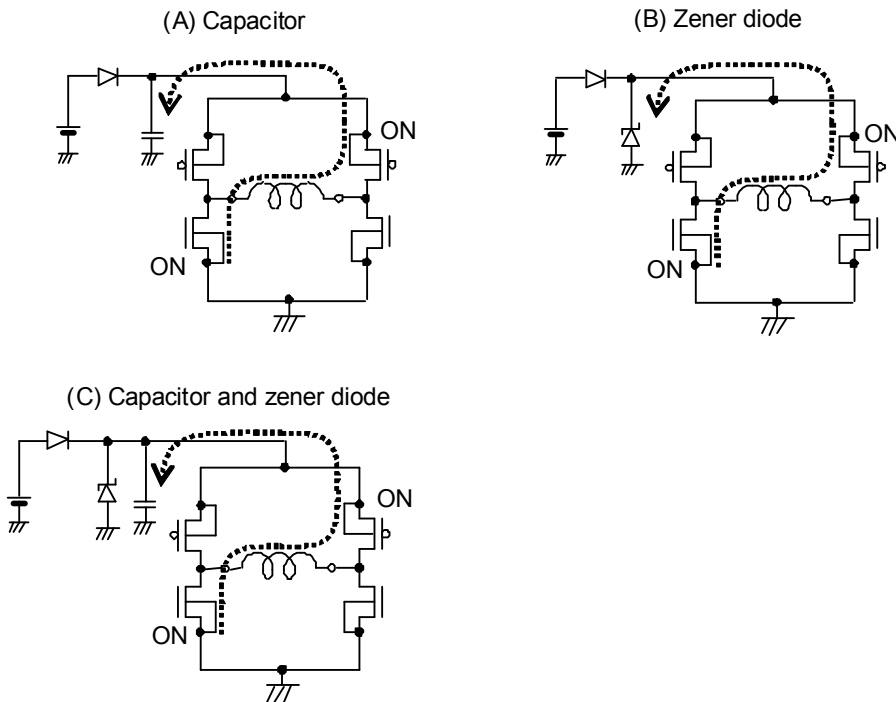 (A) Capacitor
ON
ON
(B) Zener diode
ON
ON
(C) Capacitor and zener diode
ON
ON